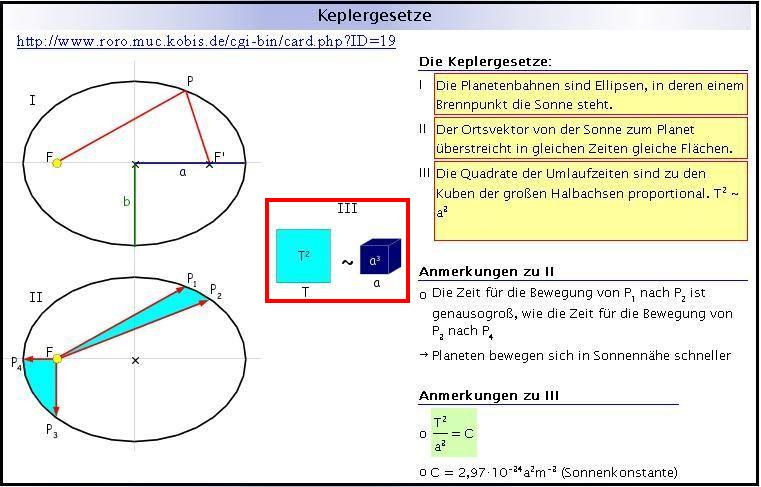 Keplergesetze
http://www.roro.muc.kobis.de/cgi-bin/card.php?ID=19
I
P
F
F'
a
b
II
P₁
P₂
F
P₄
P₃
III
T²
~
a³
T
a
Die Keplergesetze:
I Die Planetenbahnen sind Ellipsen, in deren einem
Brennpunkt die Sonne steht.
II Der Ortsvektor von der Sonne zum Planet
überstreicht in gleichen Zeiten gleiche Flächen.
III Die Quadrate der Umlaufzeiten sind zu den
Kuben der großen Halbachsen proportional. T² ~
a³
Anmerkungen zu II
o Die Zeit für die Bewegung von P₁ nach P₂ ist
genausogroß, wie die Zeit für die Bewegung von
P₃ nach P₄
→ Planeten bewegen sich in Sonnennähe schneller
Anmerkungen zu III
o T²/a³ = C
o C = 2,97·10⁻²⁴a²m⁻³ (Sonnenkonstante)